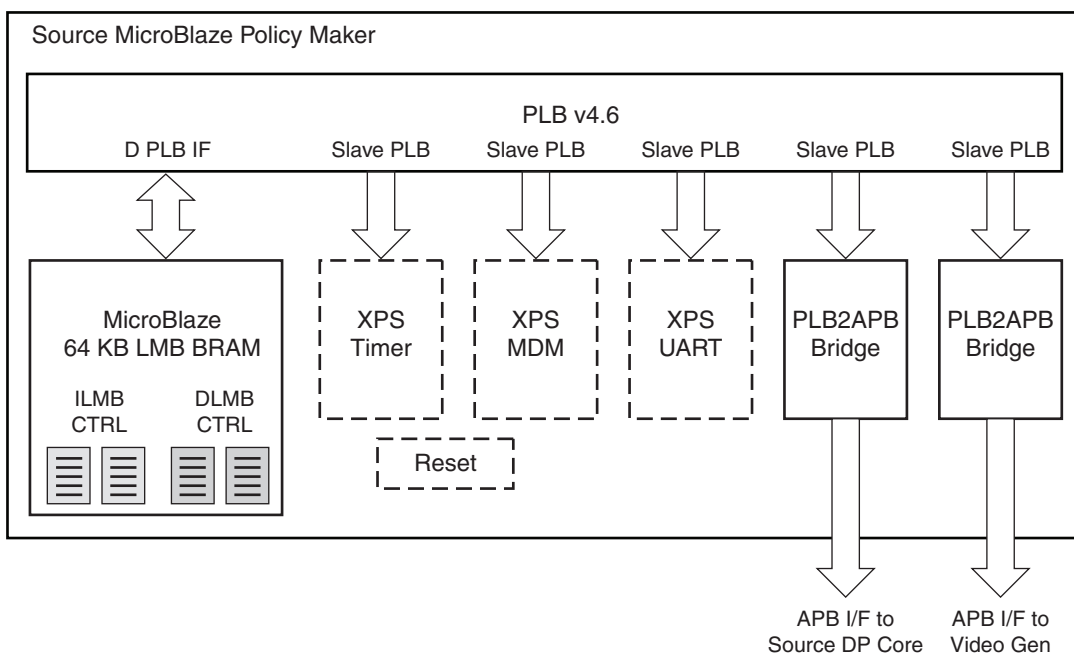 Source MicroBlaze Policy Maker
PLB v4.6
D PLB IF
Slave PLB
Slave PLB
Slave PLB
Slave PLB
Slave PLB
MicroBlaze
64 KB LMB BRAM
ILMB
CTRL
DLMB
CTRL
XPS
Timer
XPS
MDM
XPS
UART
PLB2APB
Bridge
PLB2APB
Bridge
Reset
APB I/F to
Source DP Core
APB I/F to
Video Gen